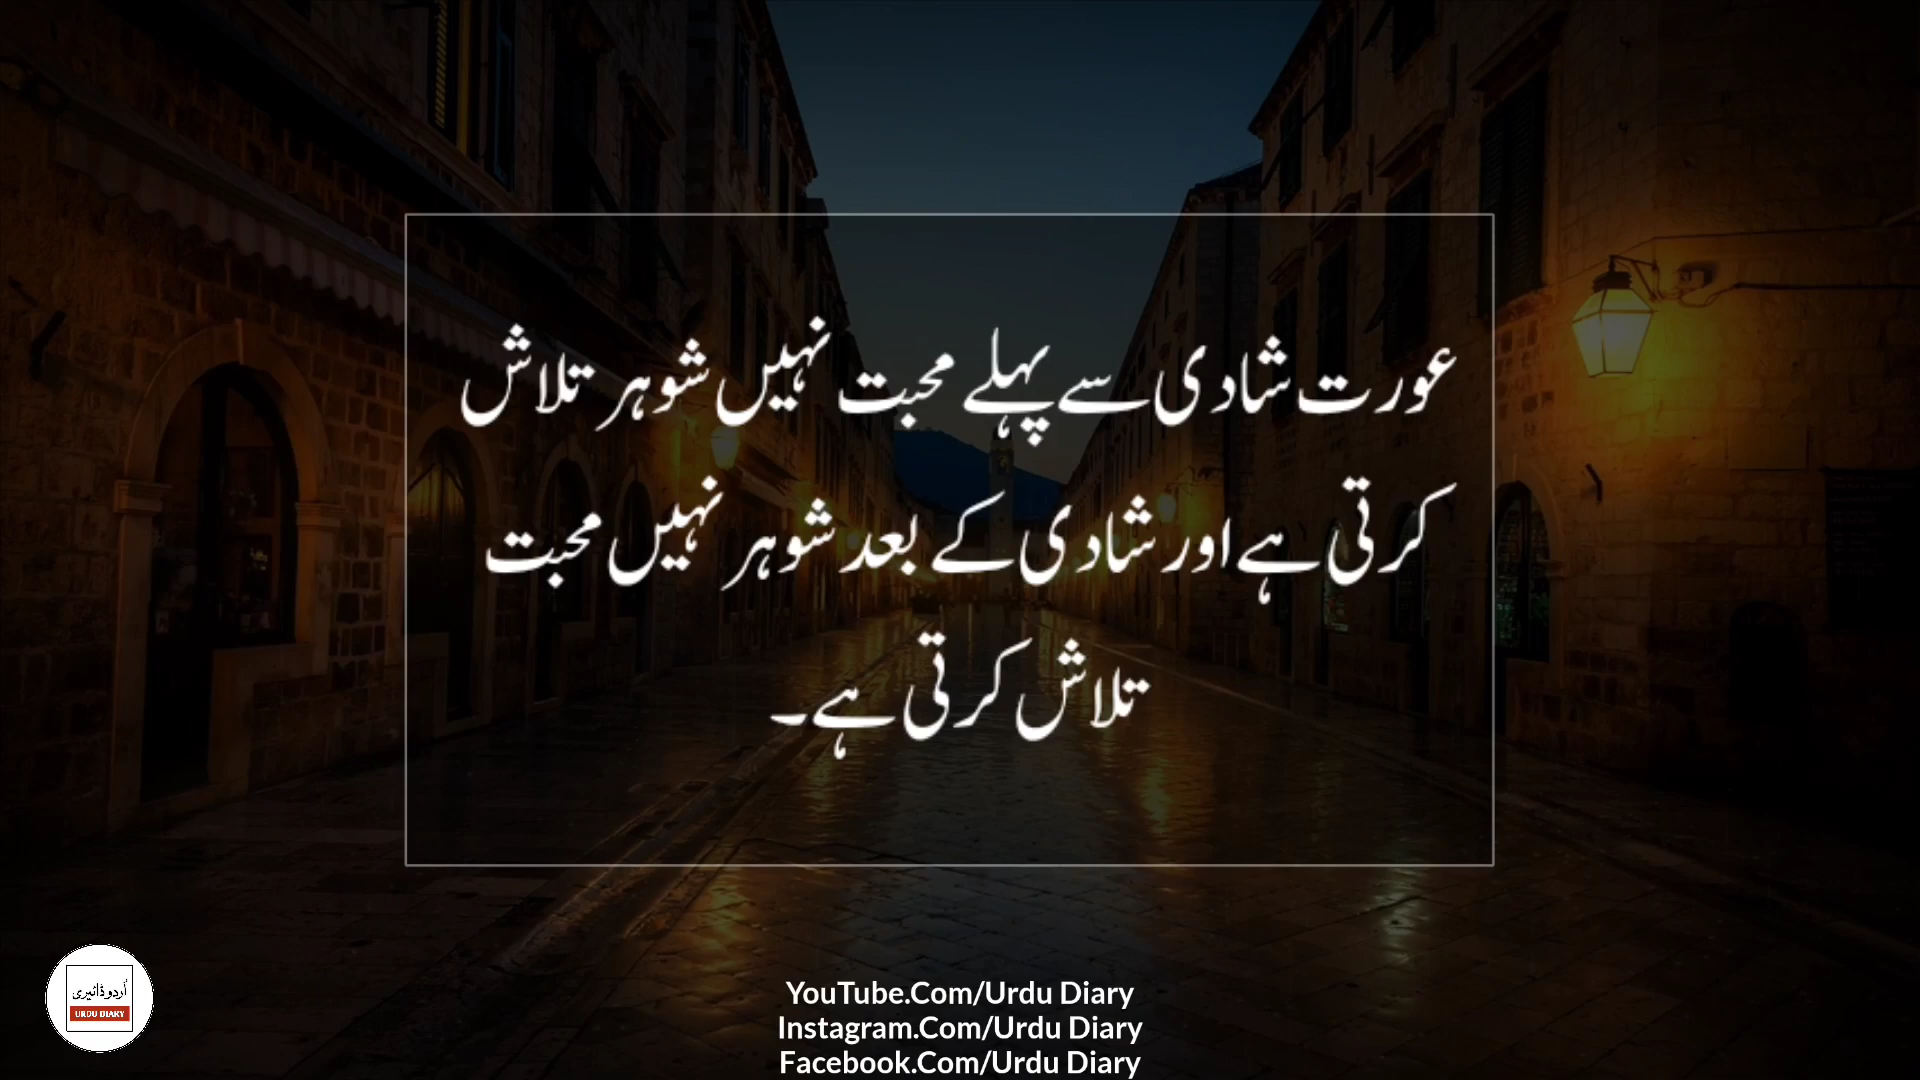 عورت شادی سے پہلے محبت نہیں شوہر تلاش
کرتی ہے اور شادی کے بعد شوہر نہیں محبت
تلاش کرتی ہے۔
اُردو ڈائیری
URDU DIARY
YouTube.Com/Urdu Diary
Instagram.Com/Urdu Diary
Facebook.Com/Urdu Diary